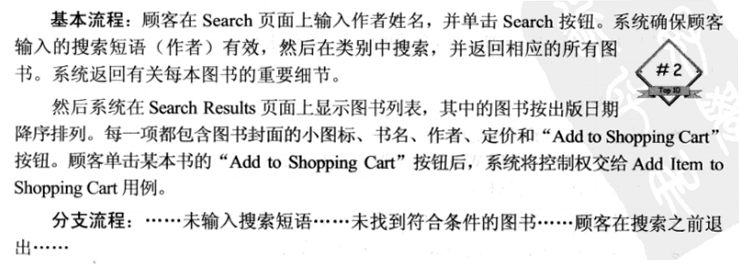 基本流程：顾客在 Search 页面上输入作者姓名，并单击 Search 按钮。系统确保顾客
输入的搜索短语（作者）有效，然后在类别中搜索，并返回相应的所有图
书。系统返回有关每本图书的重要细节。
#2
Top 10
然后系统在 Search Results 页面上显示图书列表，其中的图书按出版日期
降序排列。每一项都包含图书封面的小图标、书名、作者、定价和“Add to Shopping Cart”
按钮。顾客单击某本书的“Add to Shopping Cart”按钮后，系统将控制权交给 Add Item to
Shopping Cart 用例。
分支流程：……未输入搜索短语……未找到符合条件的图书……顾客在搜索之前退
出……